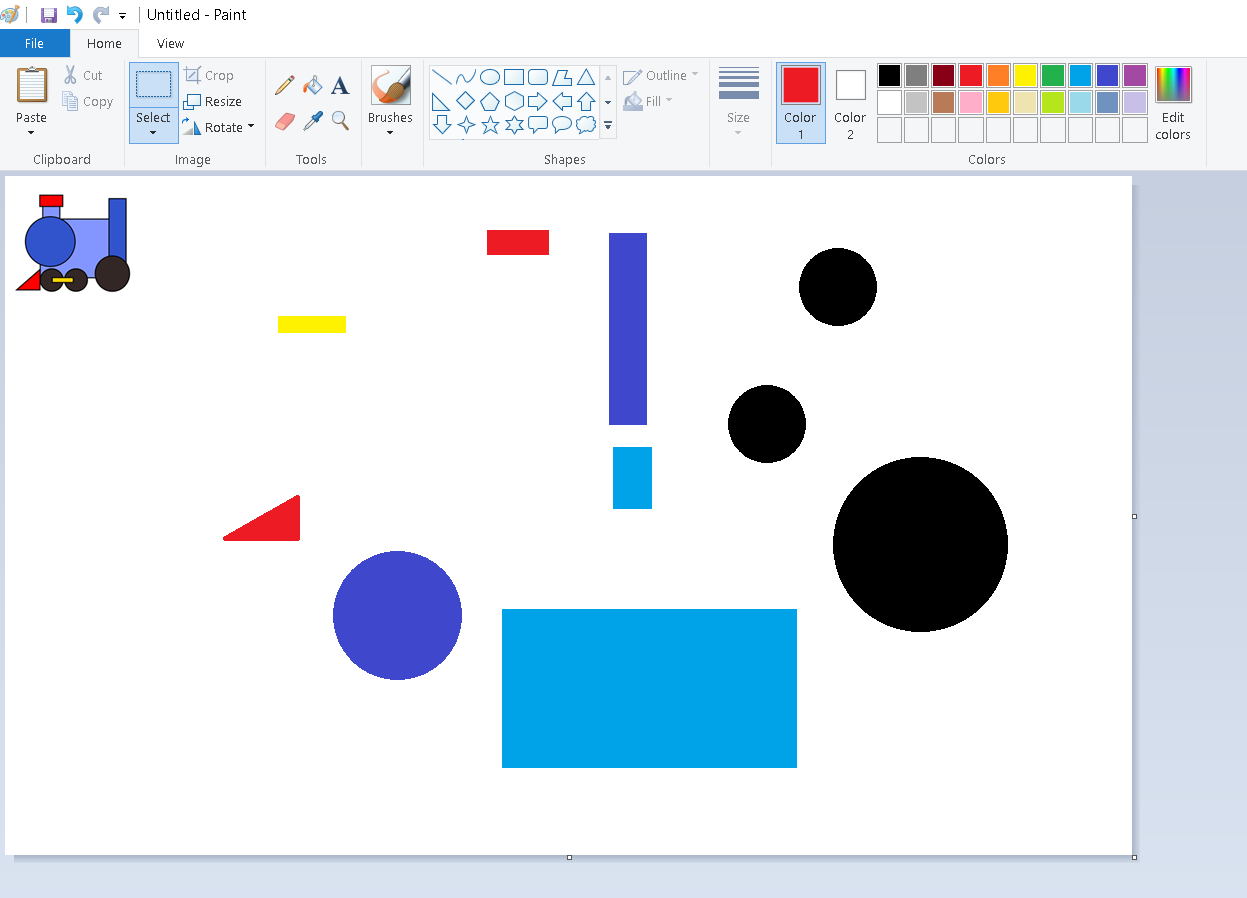 Untitled - Paint
File Home View
Paste
Cut
Copy
Clipboard
Select
Crop
Resize
Rotate
Image
A
Tools
Brushes
Shapes
Outline
Fill
Size
Color
1
Color
2
Edit
colors
Colors